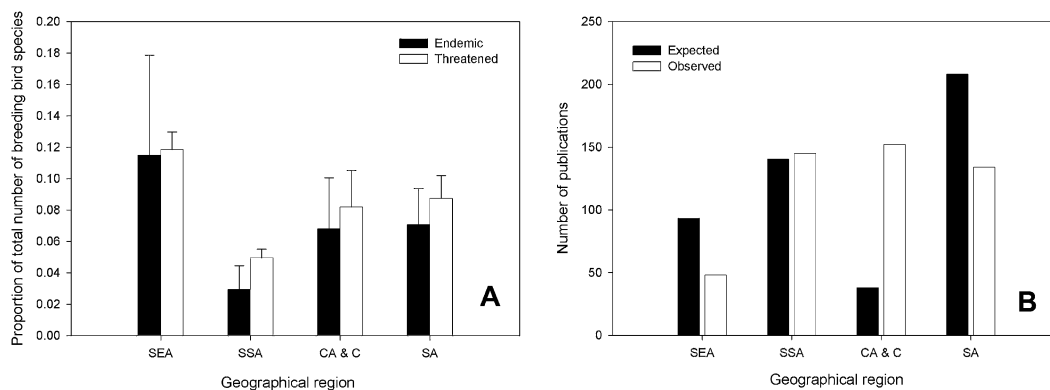 Proportion of total number of breeding bird species
0.20
0.18
0.16
0.14
0.12
0.10
0.08
0.06
0.04
0.02
0.00
Endemic
Threatened
A
SEA SSA CA & C SA
Geographical region
Number of publications
250
200
150
100
50
0
Expected
Observed
B
SEA SSA CA & C SA
Geographical region